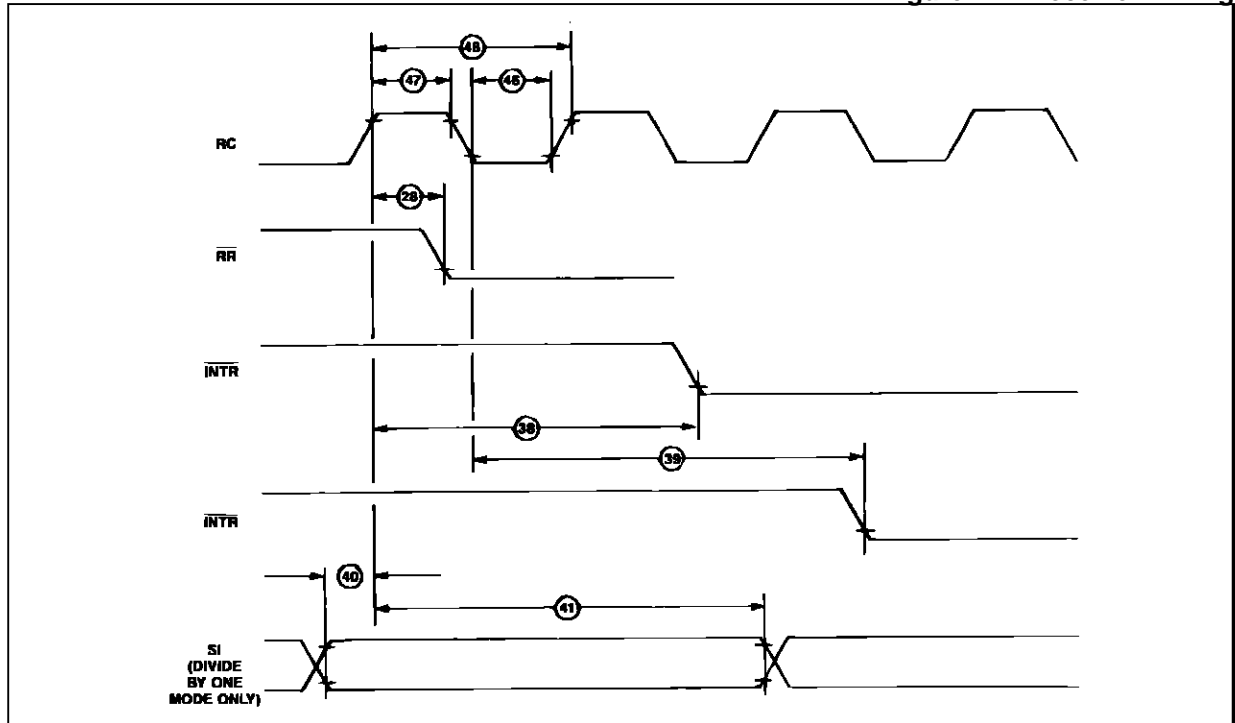 48
47
46
RC
28
RR
INTR
38
39
INTR
40
41
SI
(DIVIDE
BY ONE
MODE ONLY)